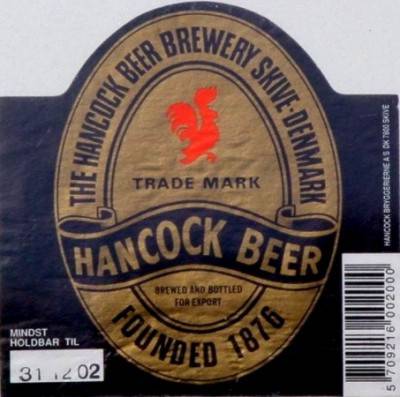 THE HANCOCK BEER BREWERY SKIVE·DENMARK
TRADE MARK
HANCOCK BEER
BREWED AND BOTTLED
FOR EXPORT
FOUNDED 1876
MINDST
HOLDBAR TIL
31 12 02
HANCOCK BRYGGERIERNE A S DK 7800 SKIVE
5 709216 002000